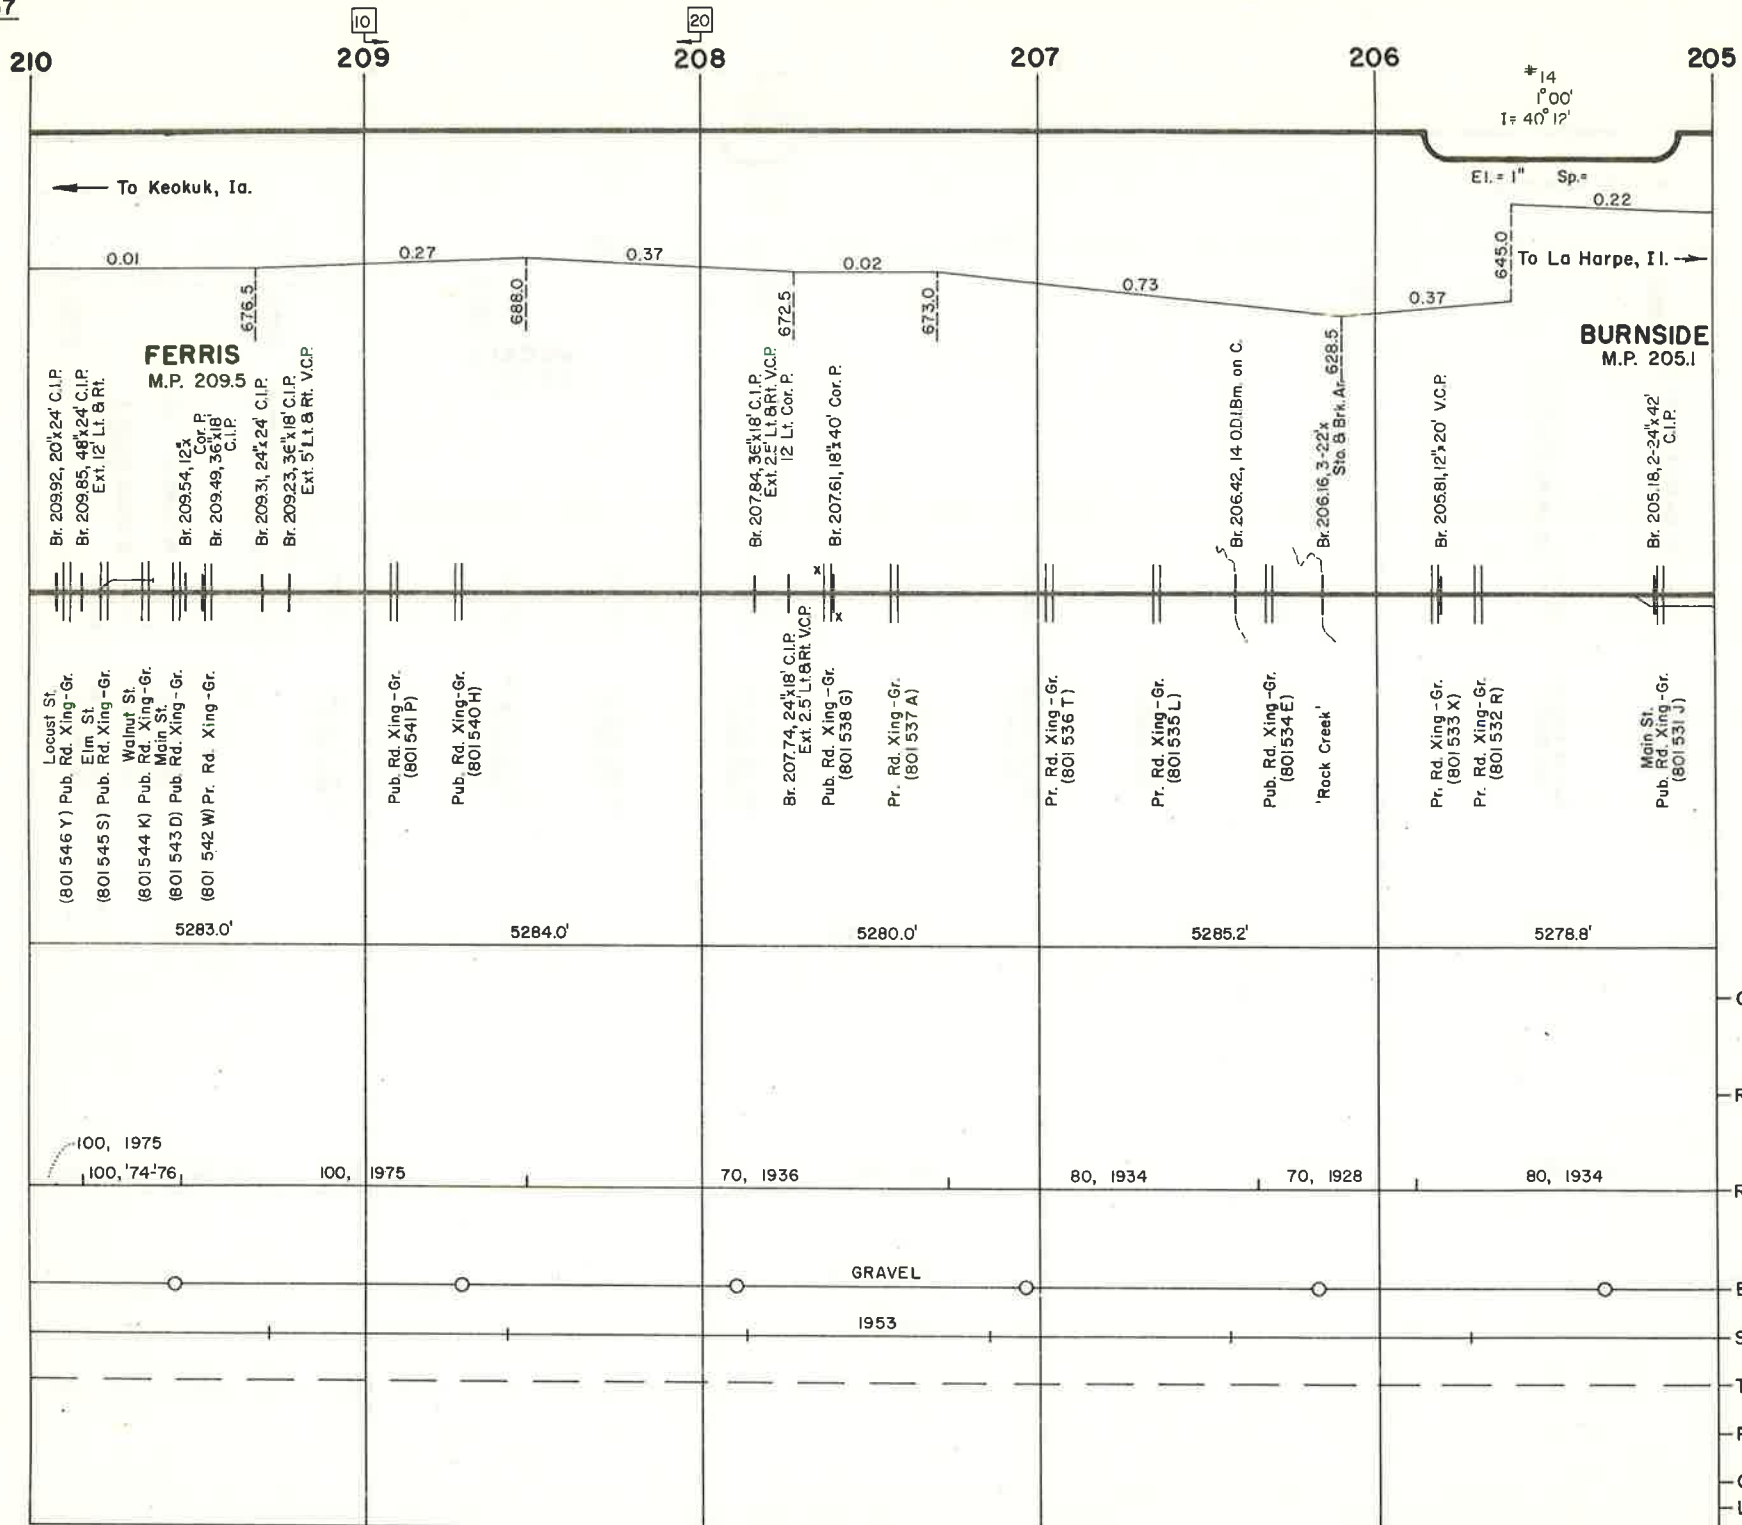 10
20
210
209
208
207
206
205
#14
1°00'
I= 40°12'
El. = 1" Sp.=
To Keokuk, Ia.
0.01
0.27
0.37
0.02
0.73
0.37
0.22
To La Harpe, Il.
676.5
688.0
672.5
673.0
628.5
645.0
FERRIS
M.P. 209.5
BURNSIDE
M.P. 205.1
Br. 209.92, 20"x24' C.I.P.
Br. 209.85, 48"x24' C.I.P.
Ext. 12' Lt. & Rt.
Br. 209.54, 12"x
Cor. P.
Br. 209.49, 36"x18'
C.I.P.
Br. 209.31, 24"x24' C.I.P.
Br. 209.23, 36"x18' C.I.P.
Ext. 5' Lt. & Rt. V.C.P.
Br. 207.84, 36"x18' C.I.P.
Ext. 2.5' Lt. & Rt. V.C.P.
12 Lt. Cor. P.
Br. 207.61, 18"x40' Cor. P.
Br. 206.42, 14 O.D.I.Bm. on C.
Br. 206.16, 3-22'x
Sto. & Brk. Ar.
Br. 205.81, 12"x20' V.C.P.
Br. 205.18, 2-24"x42'
C.I.P.
x
x
Locust St.
(801 546 Y) Pub. Rd. Xing-Gr.
Elm St.
(801 545 S) Pub. Rd. Xing-Gr.
Walnut St.
(801 544 K) Pub. Rd. Xing-Gr.
Main St.
(801 543 D) Pub. Rd. Xing-Gr.
(801 542 W) Pr. Rd. Xing-Gr.
Pub. Rd. Xing-Gr.
(801 541 P)
Pub. Rd. Xing-Gr.
(801 540 H)
Br. 207.74, 24"x18' C.I.P.
Ext. 2.5' Lt. & Rt. V.C.P.
Pub. Rd. Xing-Gr.
(801 538 G)
Pr. Rd. Xing-Gr.
(801 537 A)
Pr. Rd. Xing-Gr.
(801 536 T)
Pr. Rd. Xing-Gr.
(801 535 L)
Pub. Rd. Xing-Gr.
(801 534 E)
'Rock Creek'
Pr. Rd. Xing-Gr.
(801 533 X)
Pr. Rd. Xing-Gr.
(801 532 R)
Main St.
Pub. Rd. Xing-Gr.
(801 531 J)
5283.0'
5284.0'
5280.0'
5285.2'
5278.8'
100, 1975
100, '74-'76
100, 1975
70, 1936
80, 1934
70, 1928
80, 1934
GRAVEL
1953